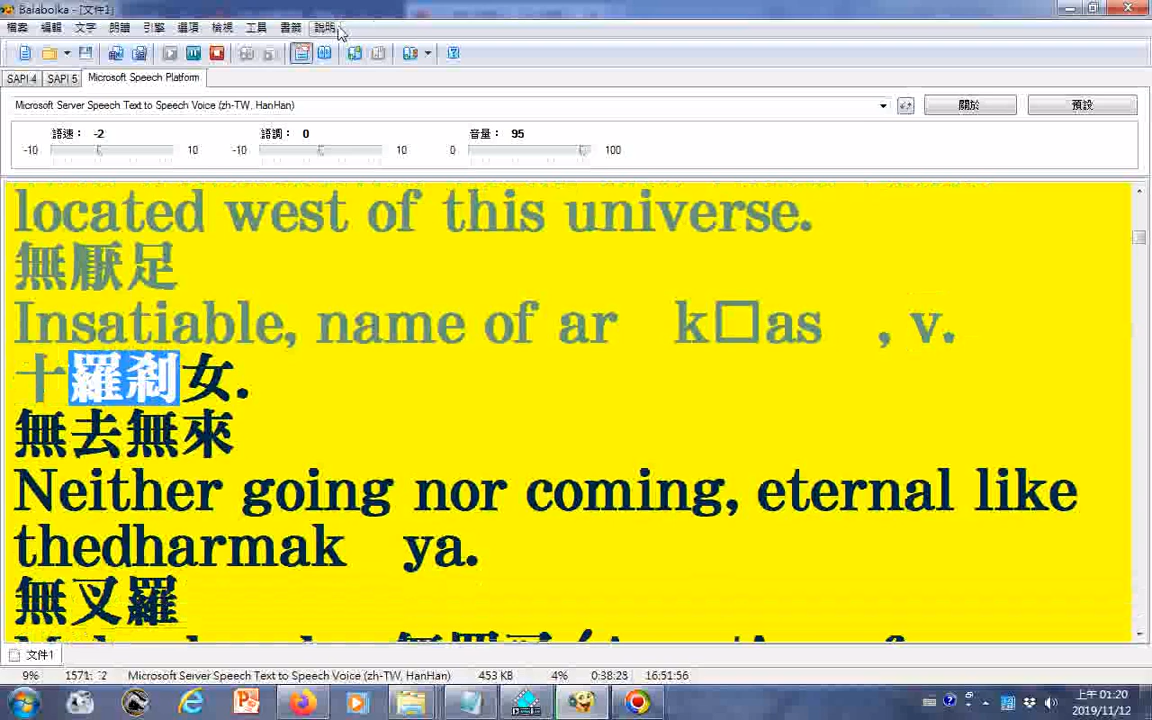 Balabolka - [文件1]
檔案 編輯 文字 朗讀 引擎 選項 檢視 工具 書籤 說明
SAPI 4 SAPI 5 Microsoft Speech Platform
Microsoft Server Speech Text to Speech Voice (zh-TW, HanHan) 關於 預設
語速: -2 語調: 0 音量: 95
-10 10 -10 10 0 100
located west of this universe.
無厭足
Insatiable, name of ar k□as , v.
十羅剎女.
無去無來
Neither going nor coming, eternal like
thedharmak ya.
無叉羅
文件1
9% 1571: 2 Microsoft Server Speech Text to Speech Voice (zh-TW, HanHan) 453 KB 4% 0:38:28 16:51:56
上午 01:20
2019/11/12